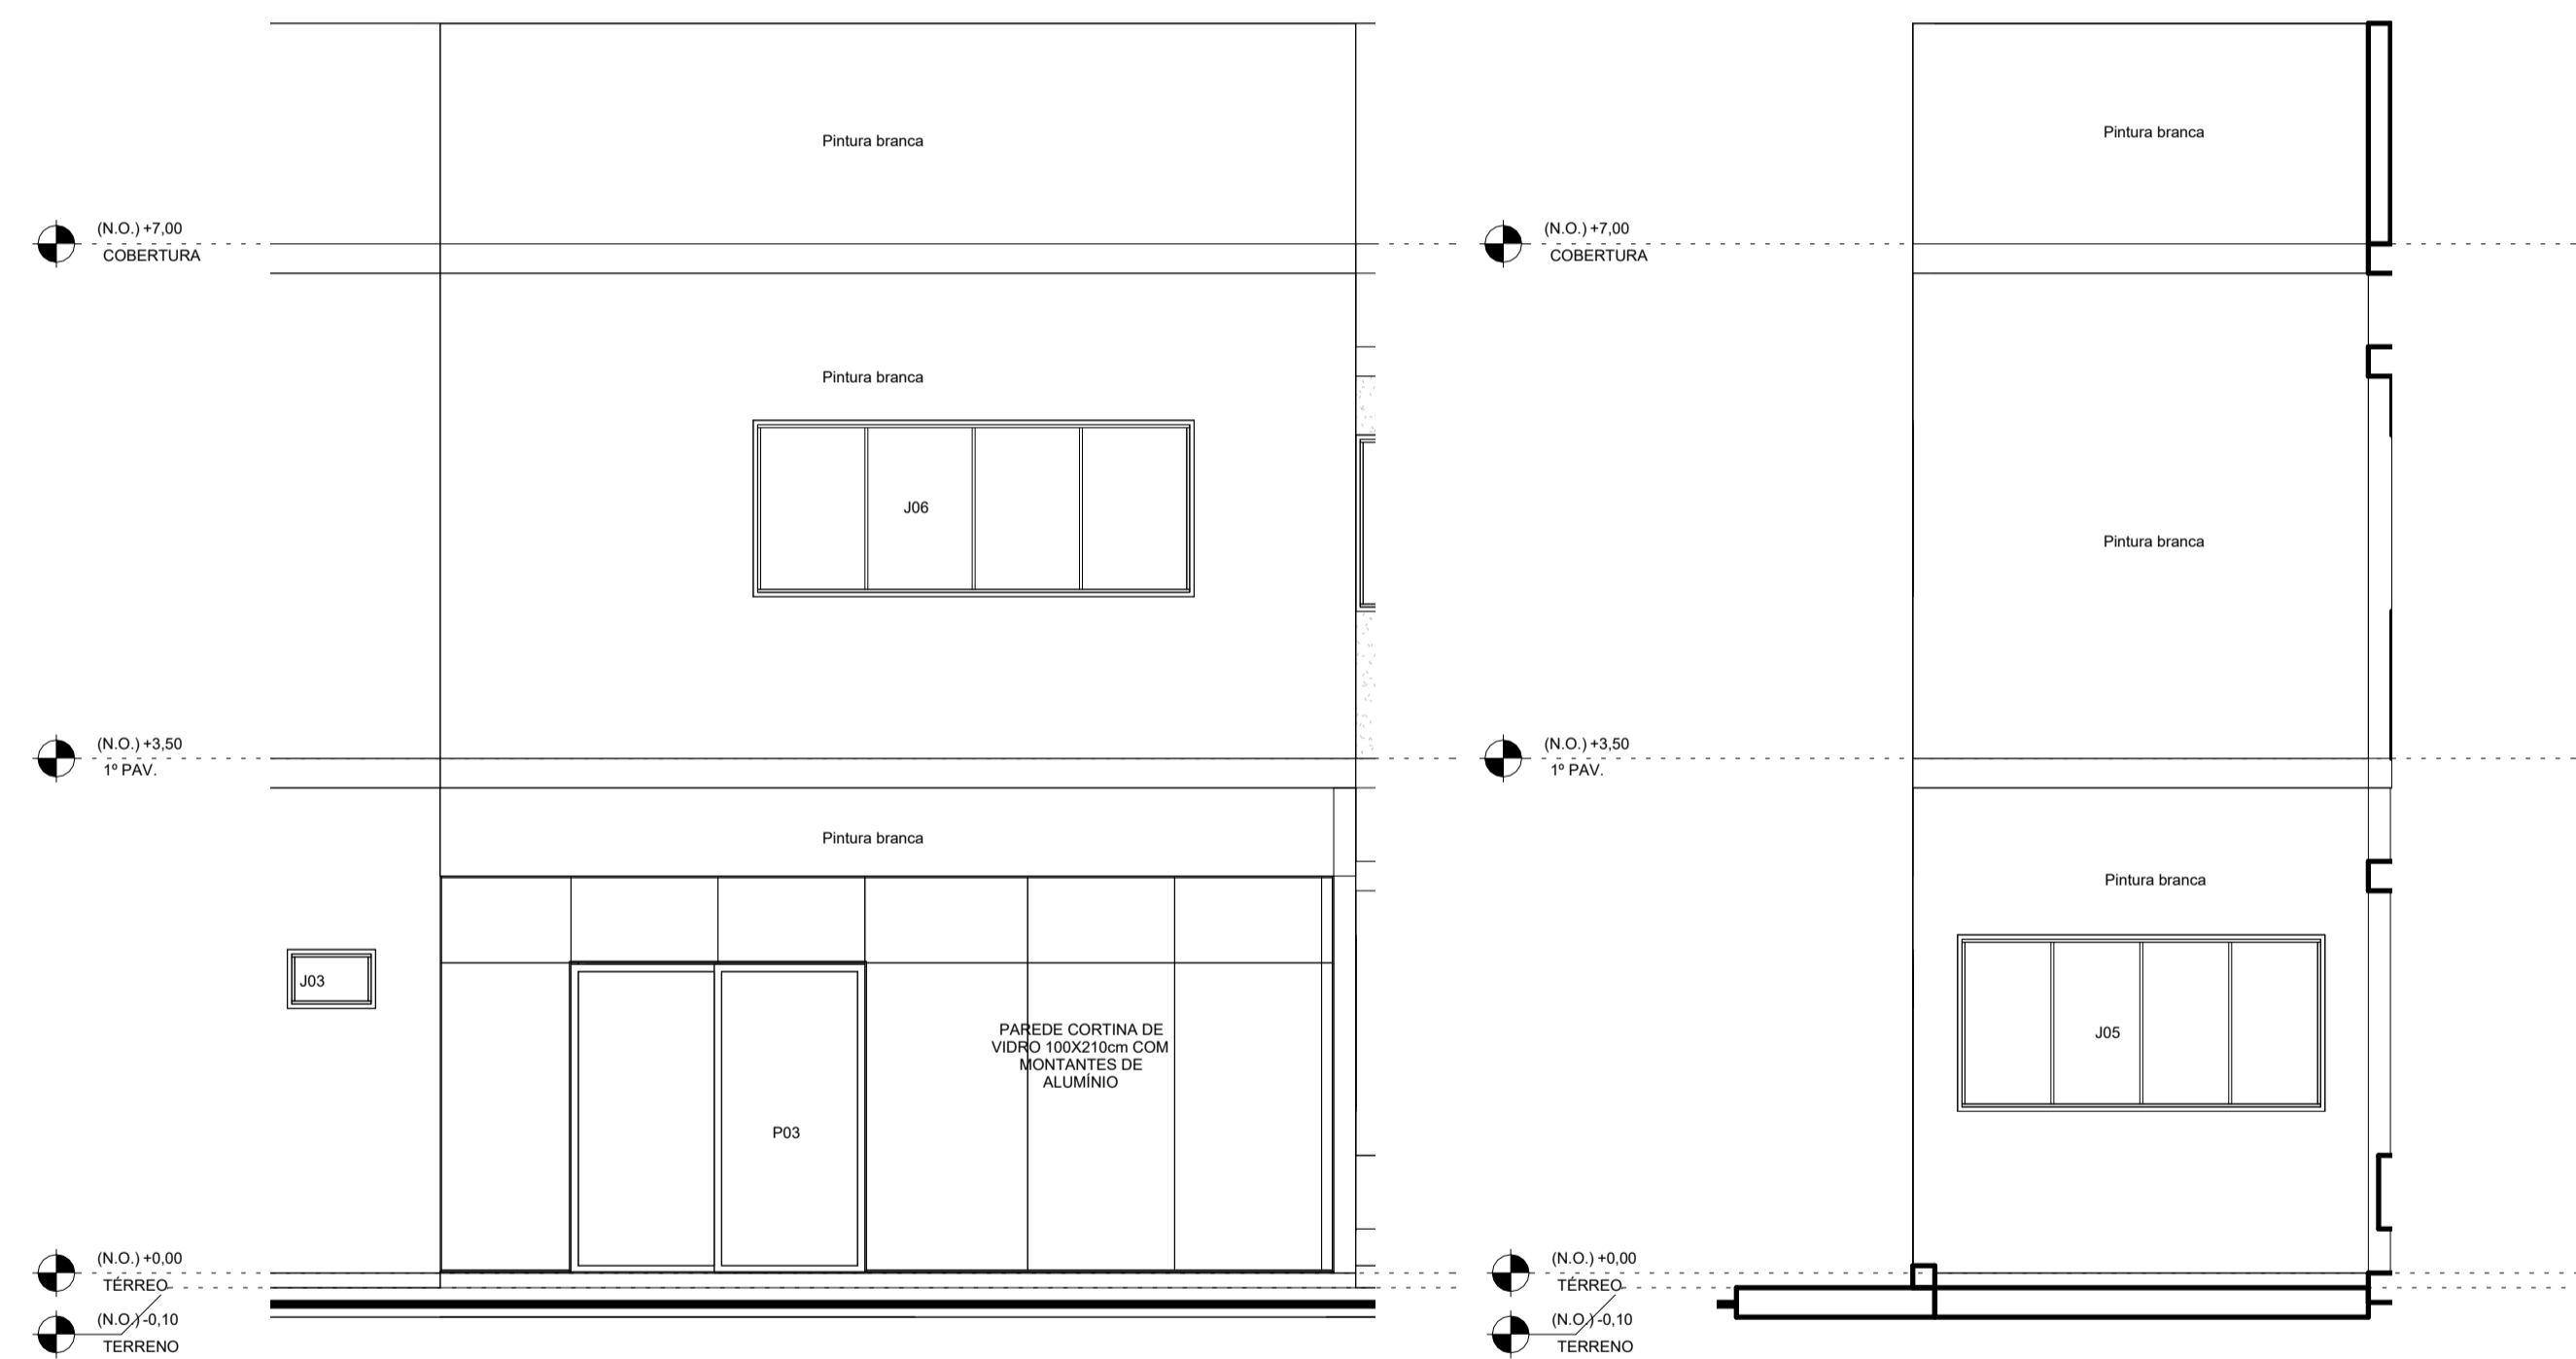 Pintura branca
(N.O.) +7,00
COBERTURA
Pintura branca
J06
(N.O.) +3,50
1º PAV.
Pintura branca
J03
PAREDE CORTINA DE
VIDRO 100X210cm COM
MONTANTES DE
ALUMÍNIO
P03
(N.O.) +0,00
TÉRREO
(N.O.) -0,10
TERRENO
Pintura branca
(N.O.) +7,00
COBERTURA
Pintura branca
(N.O.) +3,50
1º PAV.
Pintura branca
J05
(N.O.) +0,00
TÉRREO
(N.O.) -0,10
TERRENO